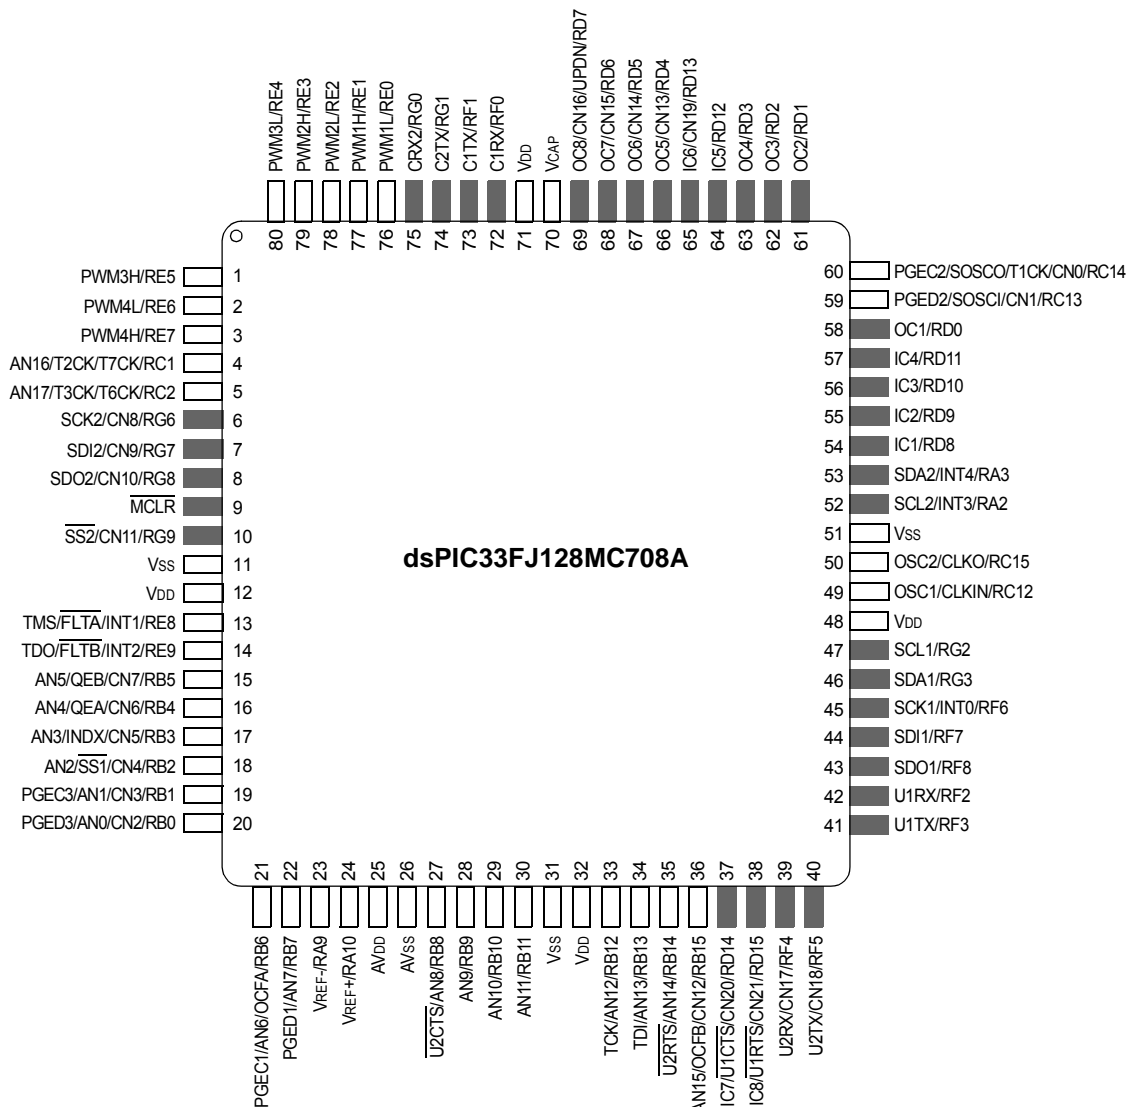 PWM3L/RE4
PWM2H/RE3
PWM2L/RE2
PWM1H/RE1
PWM1L/RE0
CRX2/RG0
C2TX/RG1
C1TX/RF1
C1RX/RF0
VDD
VCAP
OC8/CN16/UPDN/RD7
OC7/CN15/RD6
OC6/CN14/RD5
OC5/CN13/RD4
IC6/CN19/RD13
IC5/RD12
OC4/RD3
OC3/RD2
OC2/RD1
80
79
78
77
76
75
74
73
72
71
70
69
68
67
66
65
64
63
62
61
PWM3H/RE5 1
PWM4L/RE6 2
PWM4H/RE7 3
AN16/T2CK/T7CK/RC1 4
AN17/T3CK/T6CK/RC2 5
SCK2/CN8/RG6 6
SDI2/CN9/RG7 7
SDO2/CN10/RG8 8
MCLR 9
SS2/CN11/RG9 10
VSS 11
VDD 12
TMS/FLTA/INT1/RE8 13
TDO/FLTB/INT2/RE9 14
AN5/QEB/CN7/RB5 15
AN4/QEA/CN6/RB4 16
AN3/INDX/CN5/RB3 17
AN2/SS1/CN4/RB2 18
PGEC3/AN1/CN3/RB1 19
PGED3/AN0/CN2/RB0 20
dsPIC33FJ128MC708A
60 PGEC2/SOSCO/T1CK/CN0/RC14
59 PGED2/SOSCI/CN1/RC13
58 OC1/RD0
57 IC4/RD11
56 IC3/RD10
55 IC2/RD9
54 IC1/RD8
53 SDA2/INT4/RA3
52 SCL2/INT3/RA2
51 VSS
50 OSC2/CLKO/RC15
49 OSC1/CLKIN/RC12
48 VDD
47 SCL1/RG2
46 SDA1/RG3
45 SCK1/INT0/RF6
44 SDI1/RF7
43 SDO1/RF8
42 U1RX/RF2
41 U1TX/RF3
21
22
23
24
25
26
27
28
29
30
31
32
33
34
35
36
37
38
39
40
PGEC1/AN6/OCFA/RB6
PGED1/AN7/RB7
VREF-/RA9
VREF+/RA10
AVDD
AVSS
U2CTS/AN8/RB8
AN9/RB9
AN10/RB10
AN11/RB11
VSS
VDD
TCK/AN12/RB12
TDI/AN13/RB13
U2RTS/AN14/RB14
AN15/OCFB/CN12/RB15
IC7/U1CTS/CN20/RD14
IC8/U1RTS/CN21/RD15
U2RX/CN17/RF4
U2TX/CN18/RF5